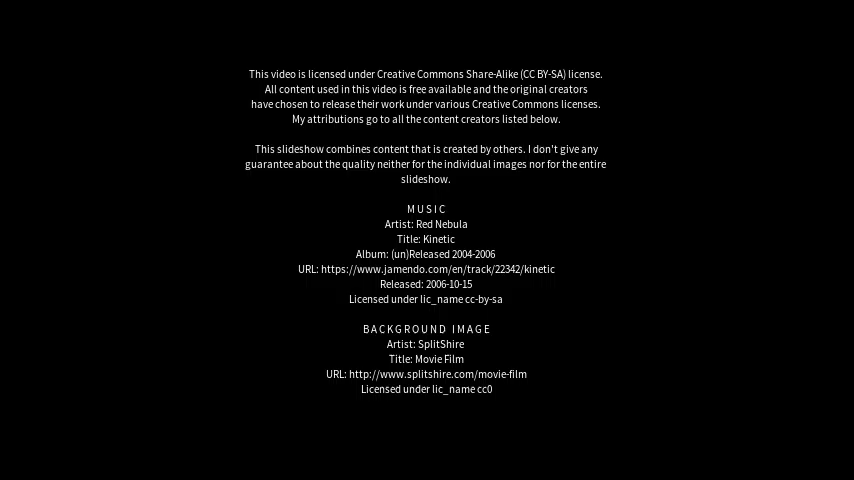 This video is licensed under Creative Commons Share-Alike (CC BY-SA) license.
All content used in this video is free available and the original creators
have chosen to release their work under various Creative Commons licenses.
My attributions go to all the content creators listed below.
This slideshow combines content that is created by others. I don't give any
guarantee about the quality neither for the individual images nor for the entire
slideshow.
MUSIC
Artist: Red Nebula
Title: Kinetic
Album: (un)Released 2004-2006
URL: https://www.jamendo.com/en/track/22342/kinetic
Released: 2006-10-15
Licensed under lic_name cc-by-sa
BACKGROUND IMAGE
Artist: SplitShire
Title: Movie Film
URL: http://www.splitshire.com/movie-film
Licensed under lic_name cc0